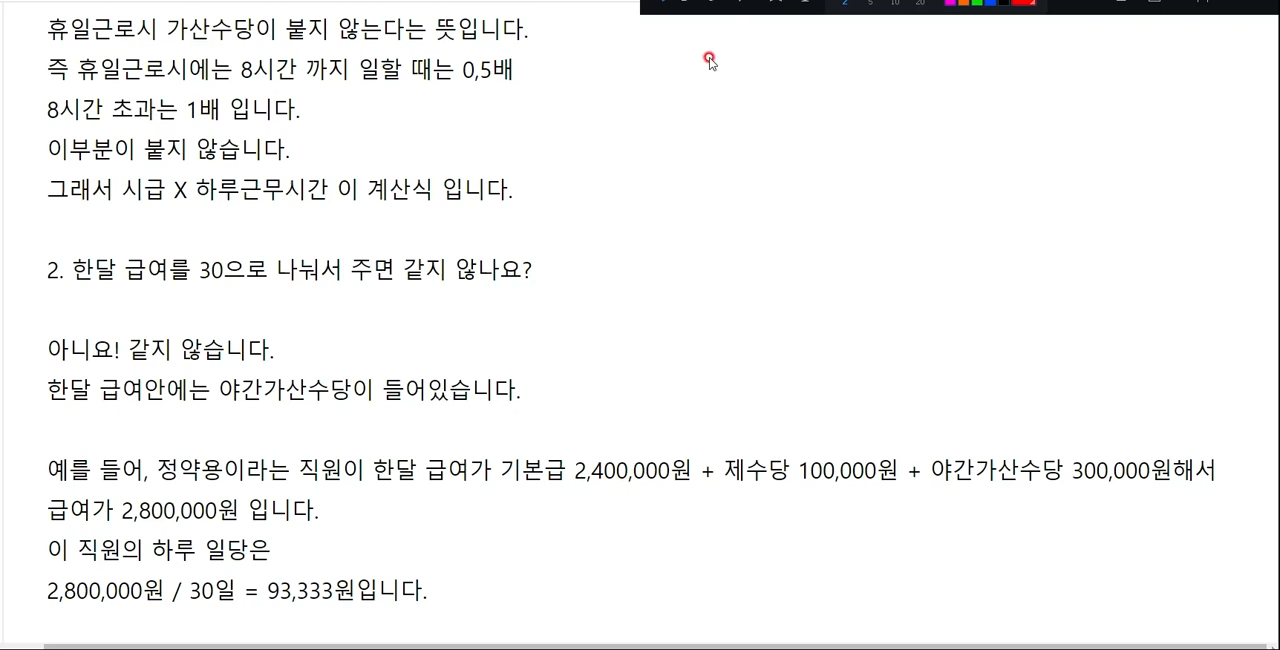 휴일근로시 가산수당이 붙지 않는다는 뜻입니다.
즉 휴일근로시에는 8시간 까지 일할 때는 0,5배
8시간 초과는 1배 입니다.
이부분이 붙지 않습니다.
그래서 시급 X 하루근무시간 이 계산식 입니다.
2. 한달 급여를 30으로 나눠서 주면 같지 않나요?
아니요! 같지 않습니다.
한달 급여안에는 야간가산수당이 들어있습니다.
예를 들어, 정약용이라는 직원이 한달 급여가 기본급 2,400,000원 + 제수당 100,000원 + 야간가산수당 300,000원해서
급여가 2,800,000원 입니다.
이 직원의 하루 일당은
2,800,000원 / 30일 = 93,333원입니다.